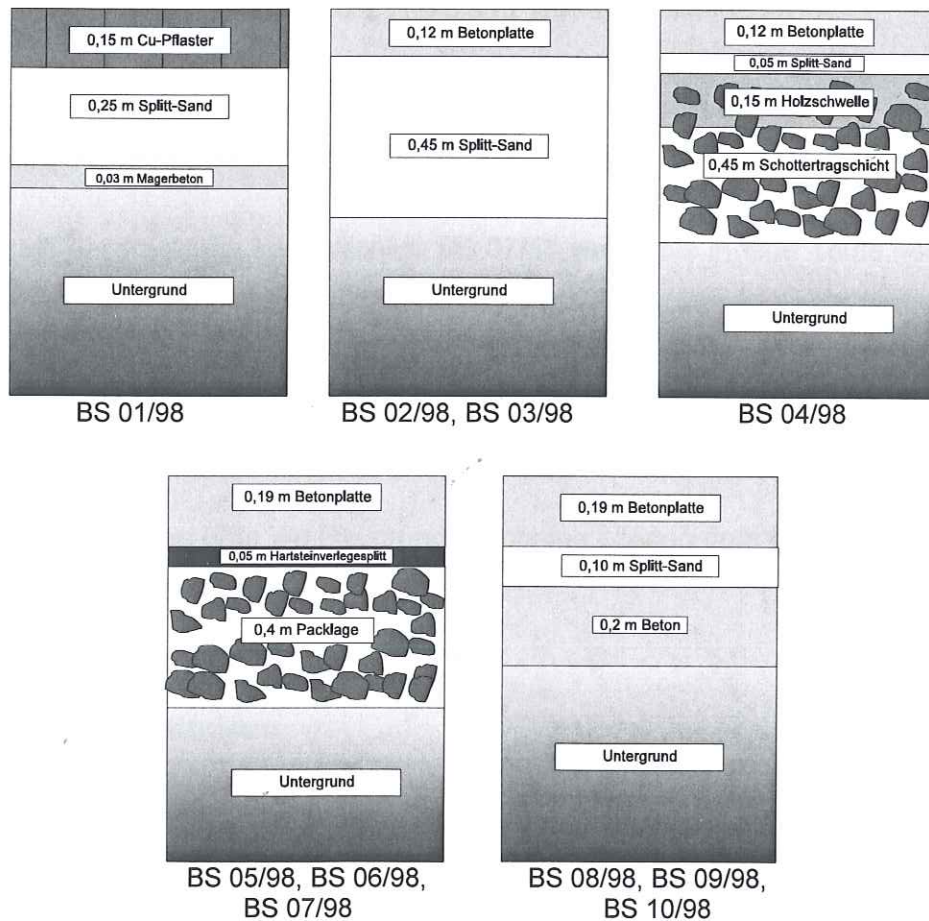 0,15 m Cu-Pflaster
0,25 m Splitt-Sand
0,03 m Magerbeton
Untergrund
BS 01/98
0,12 m Betonplatte
0,45 m Splitt-Sand
Untergrund
BS 02/98, BS 03/98
0,12 m Betonplatte
0,05 m Splitt-Sand
0,15 m Holzschwelle
0,45 m Schottertragschicht
Untergrund
BS 04/98
0,19 m Betonplatte
0,05 m Hartsteinverlegesplitt
0,4 m Packlage
Untergrund
BS 05/98, BS 06/98,
BS 07/98
0,19 m Betonplatte
0,10 m Splitt-Sand
0,2 m Beton
Untergrund
BS 08/98, BS 09/98,
BS 10/98